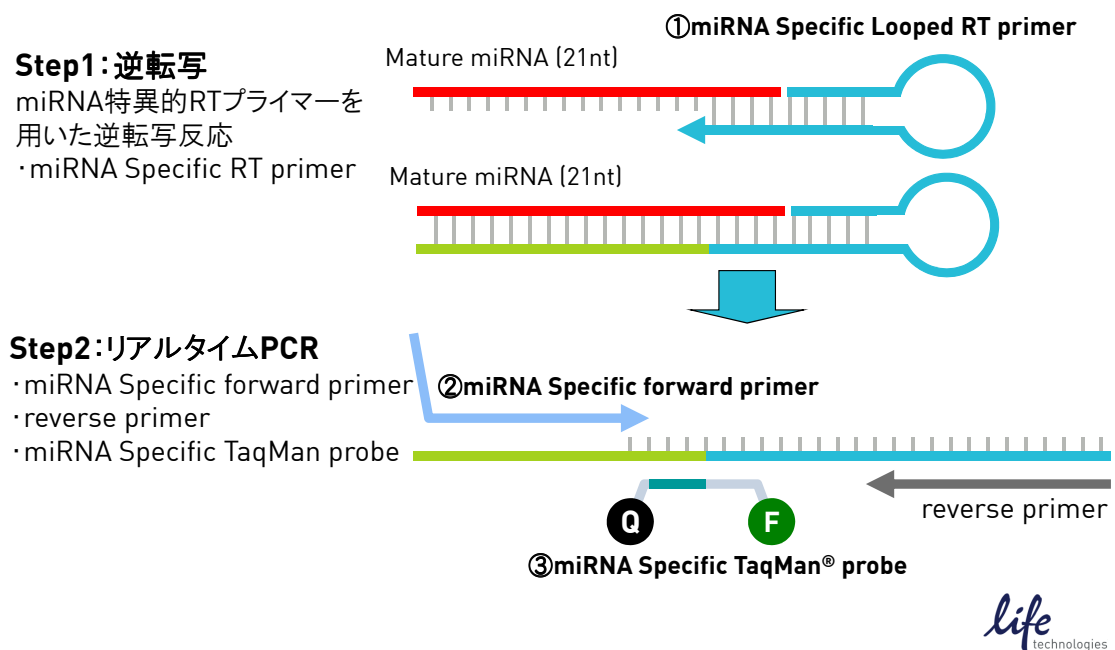 ①miRNA Specific Looped RT primer
Step1：逆転写
miRNA特異的RTプライマーを
用いた逆転写反応
・miRNA Specific RT primer
Mature miRNA (21nt)
Mature miRNA (21nt)
Step2：リアルタイムPCR
・miRNA Specific forward primer
・reverse primer
・miRNA Specific TaqMan probe
②miRNA Specific forward primer
reverse primer
Q
F
③miRNA Specific TaqMan® probe
life
technologies